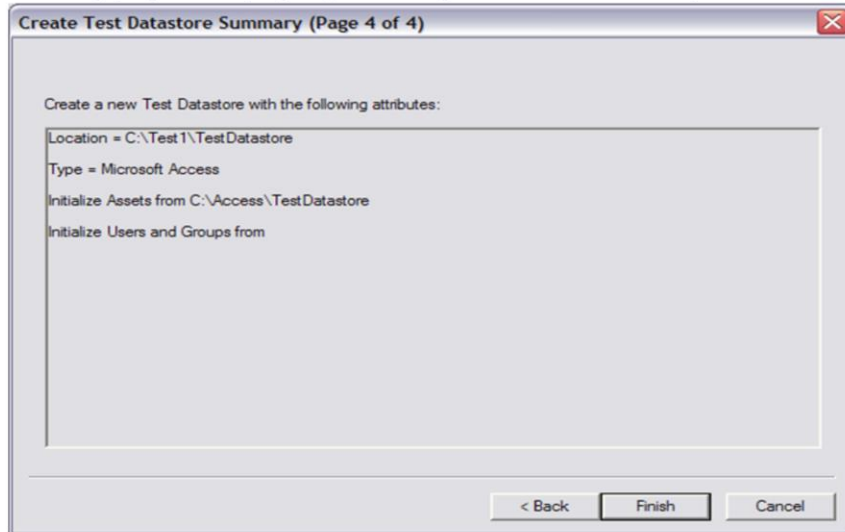 Create Test Datastore Summary (Page 4 of 4)
Create a new Test Datastore with the following attributes:
Location = C:\Test1\TestDatastore
Type = Microsoft Access
Initialize Assets from C:\Access\TestDatastore
Initialize Users and Groups from
< Back Finish Cancel